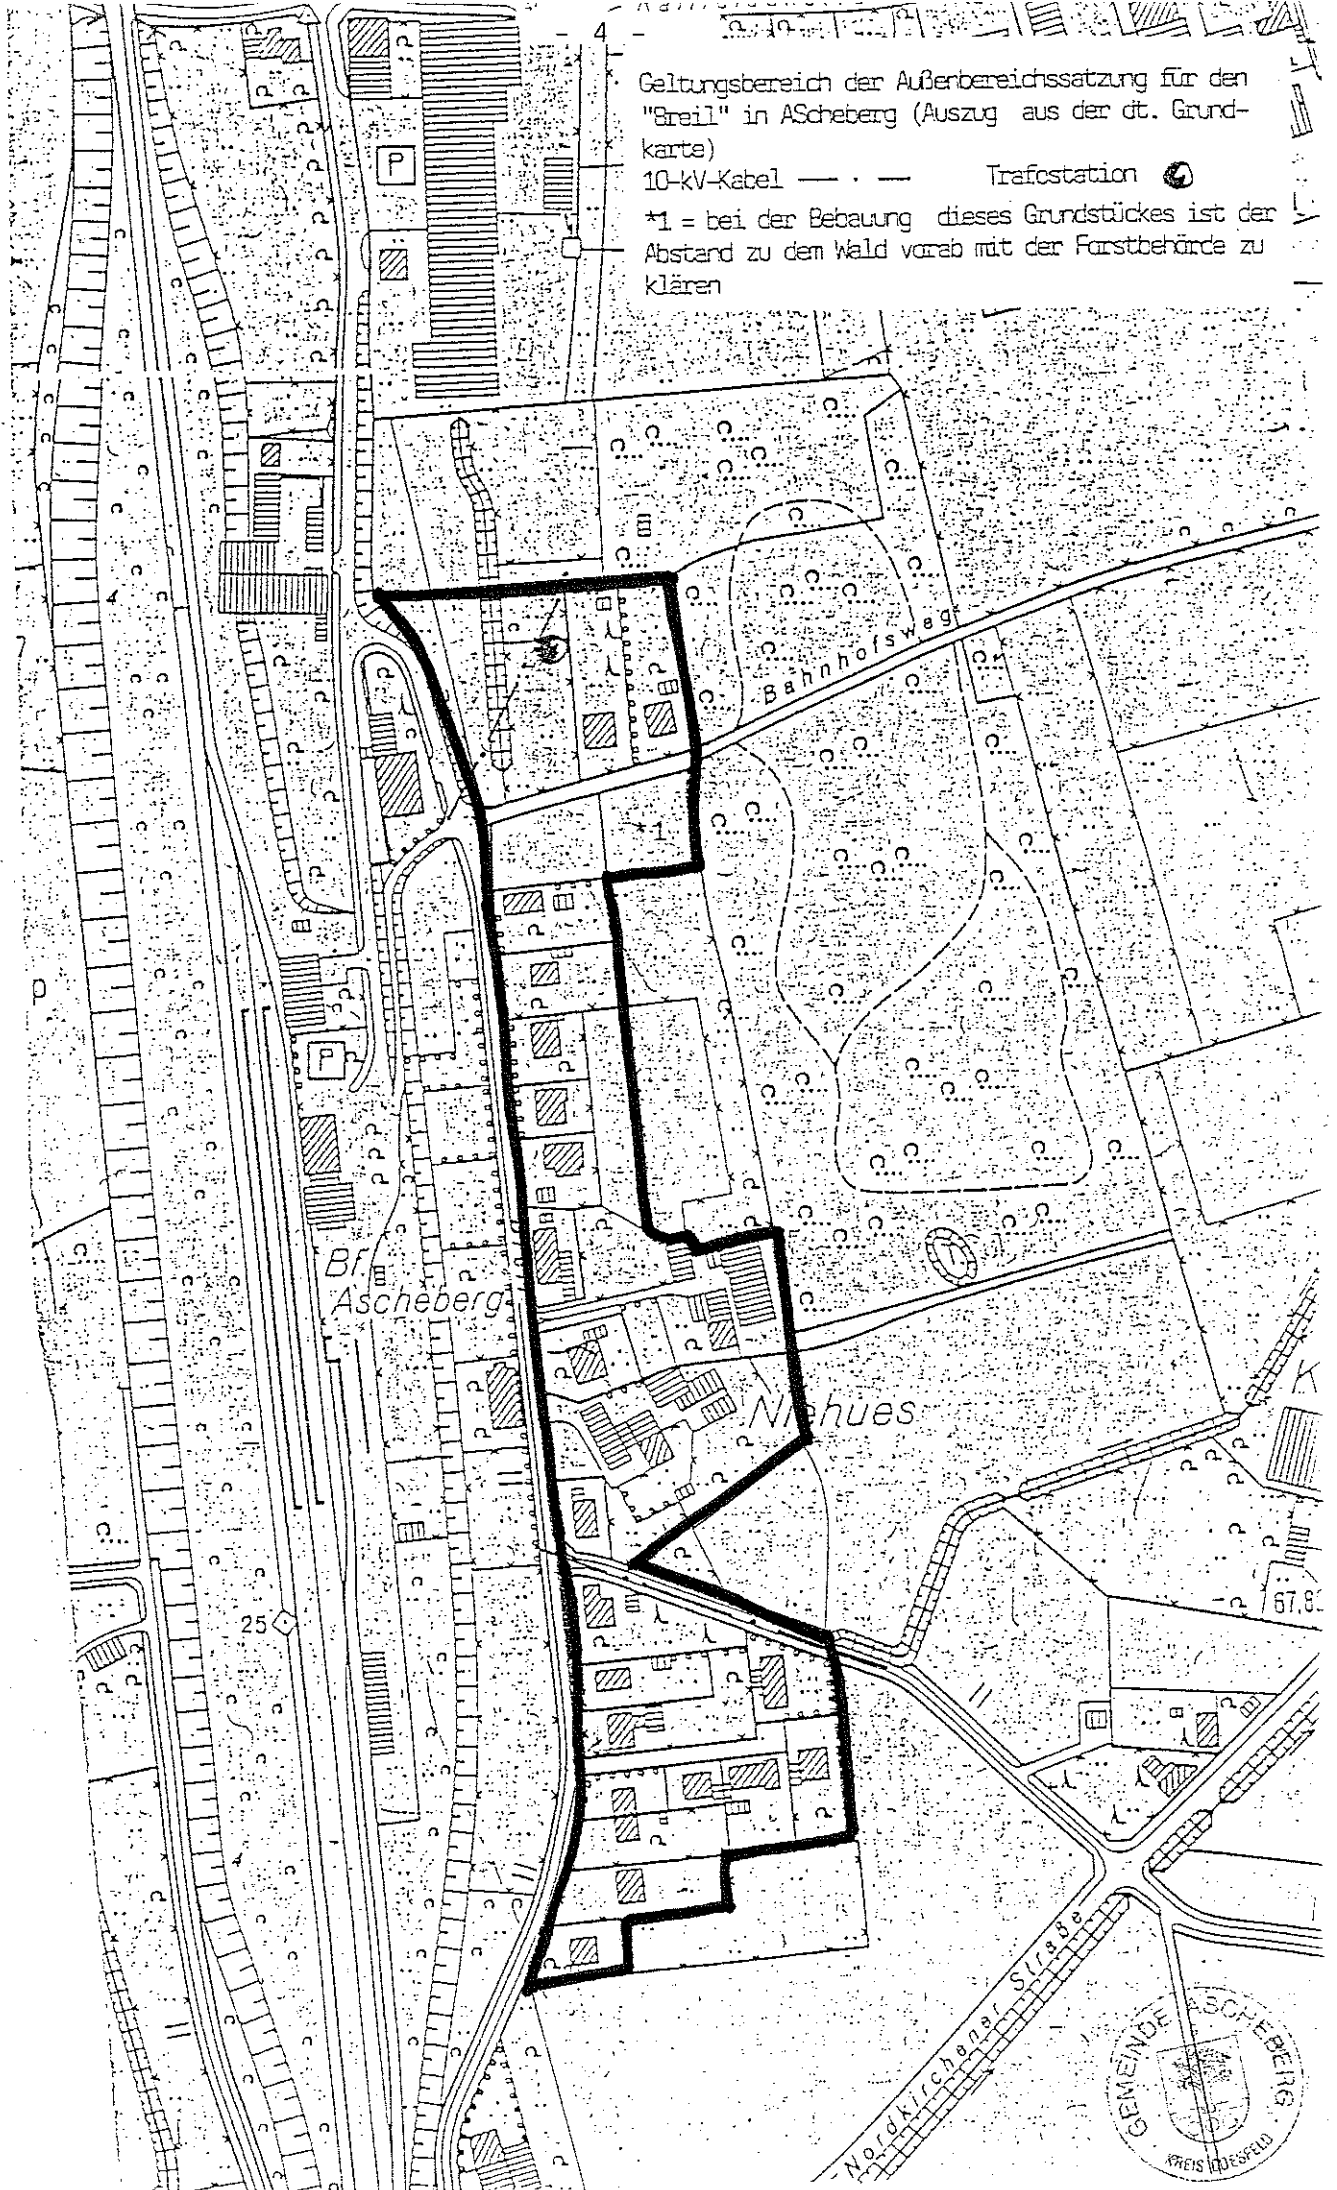 - 4 -
Geltungsbereich der Außenbereichssatzung für den
"Breil" in AScheberg (Auszug aus der dt. Grund-
karte)
10-kV-Kabel — · — Trafostation
*1 = bei der Bebauung dieses Grundstückes ist der
Abstand zu dem Wald vorab mit der Forstbehörde zu
klären
P
Bahnhofsweg
*1
P
Bf.
Ascheberg
Niehues
K
25
67,8
Nordkirchener Straße
GEMEINDE ASCHEBERG
KREIS COESFELD